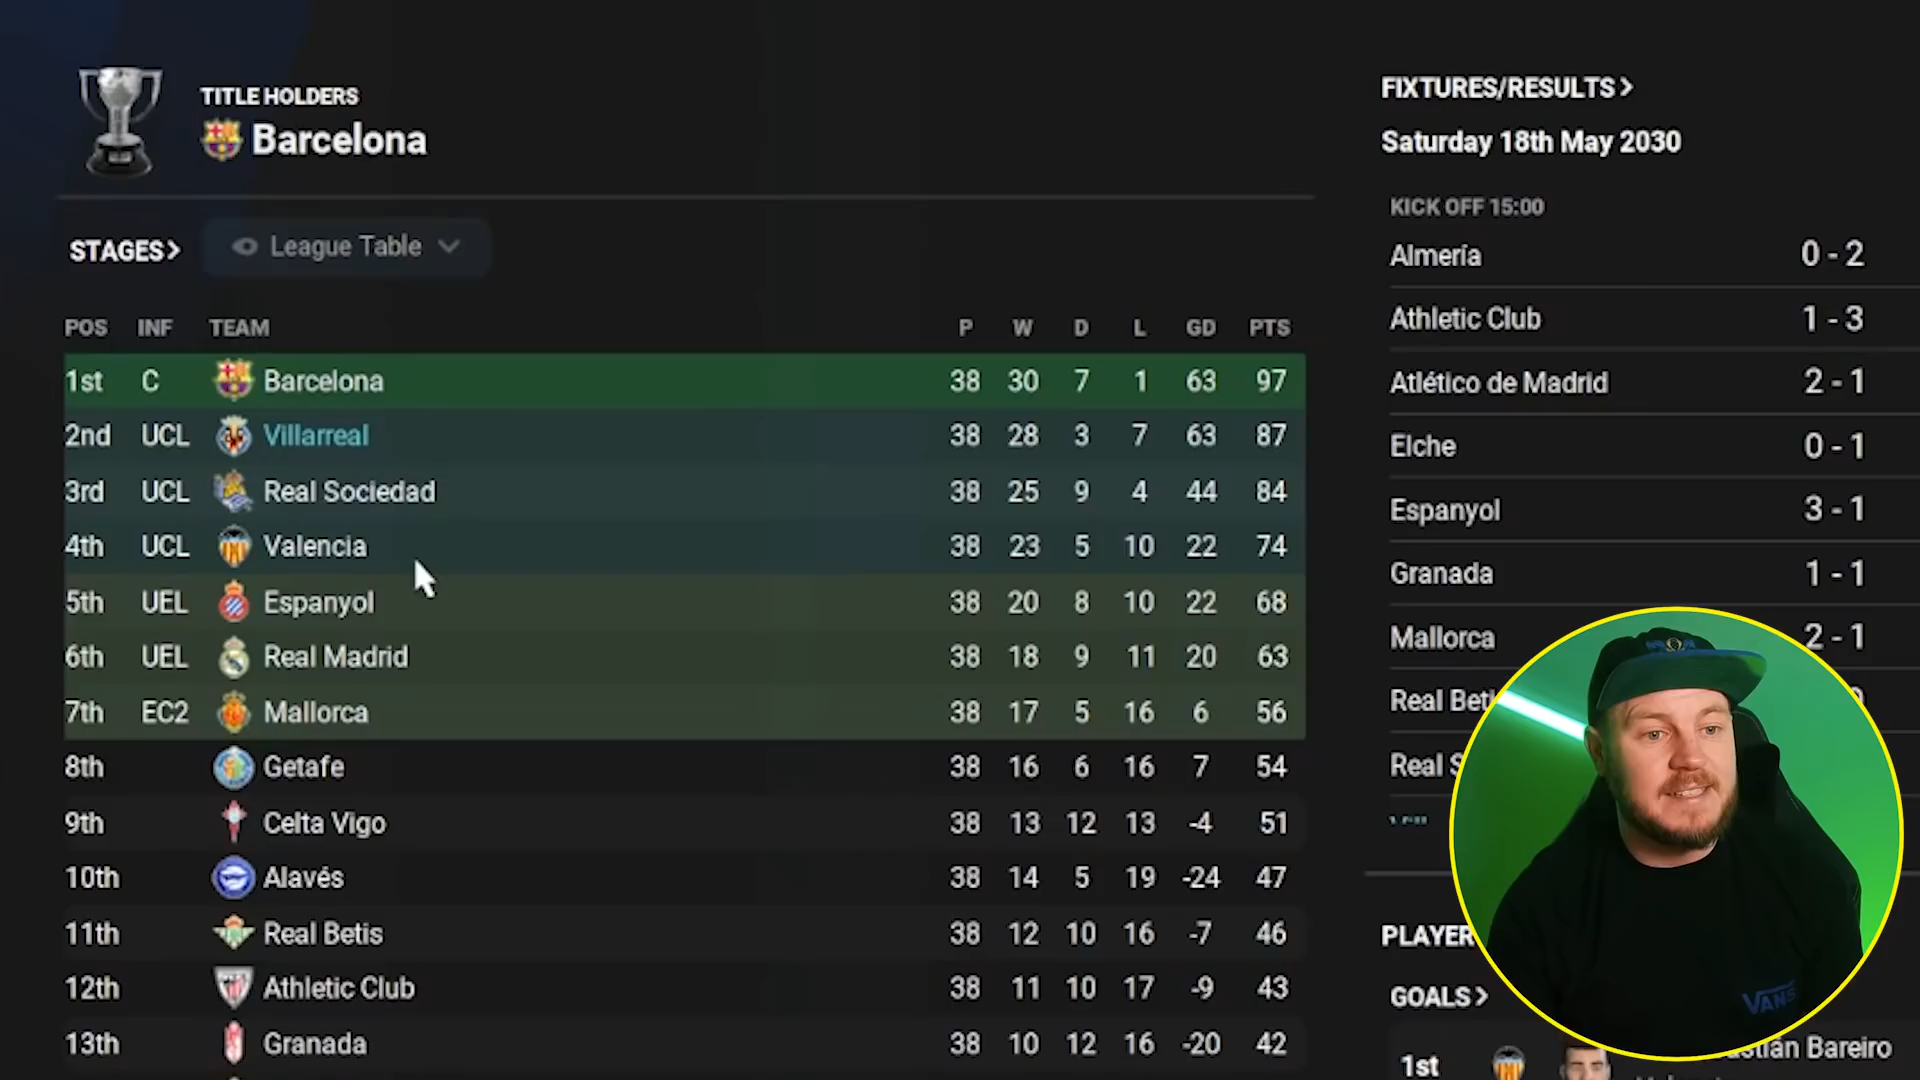 TITLE HOLDERS
Barcelona
STAGES>
League Table
POS INF TEAM P W D L GD PTS
1st C Barcelona 38 30 7 1 63 97
2nd UCL Villarreal 38 28 3 7 63 87
3rd UCL Real Sociedad 38 25 9 4 44 84
4th UCL Valencia 38 23 5 10 22 74
5th UEL Espanyol 38 20 8 10 22 68
6th UEL Real Madrid 38 18 9 11 20 63
7th EC2 Mallorca 38 17 5 16 6 56
8th Getafe 38 16 6 16 7 54
9th Celta Vigo 38 13 12 13 -4 51
10th Alavés 38 14 5 19 -24 47
11th Real Betis 38 12 10 16 -7 46
12th Athletic Club 38 11 10 17 -9 43
13th Granada 38 10 12 16 -20 42
FIXTURES/RESULTS>
Saturday 18th May 2030
KICK OFF 15:00
Almería 0 - 2
Athletic Club 1 - 3
Atlético de Madrid 2 - 1
Elche 0 - 1
Espanyol 3 - 1
Granada 1 - 1
Mallorca 2 - 1
Real Beti
Real S
PLAYER
GOALS>
1st Bareiro
VANS